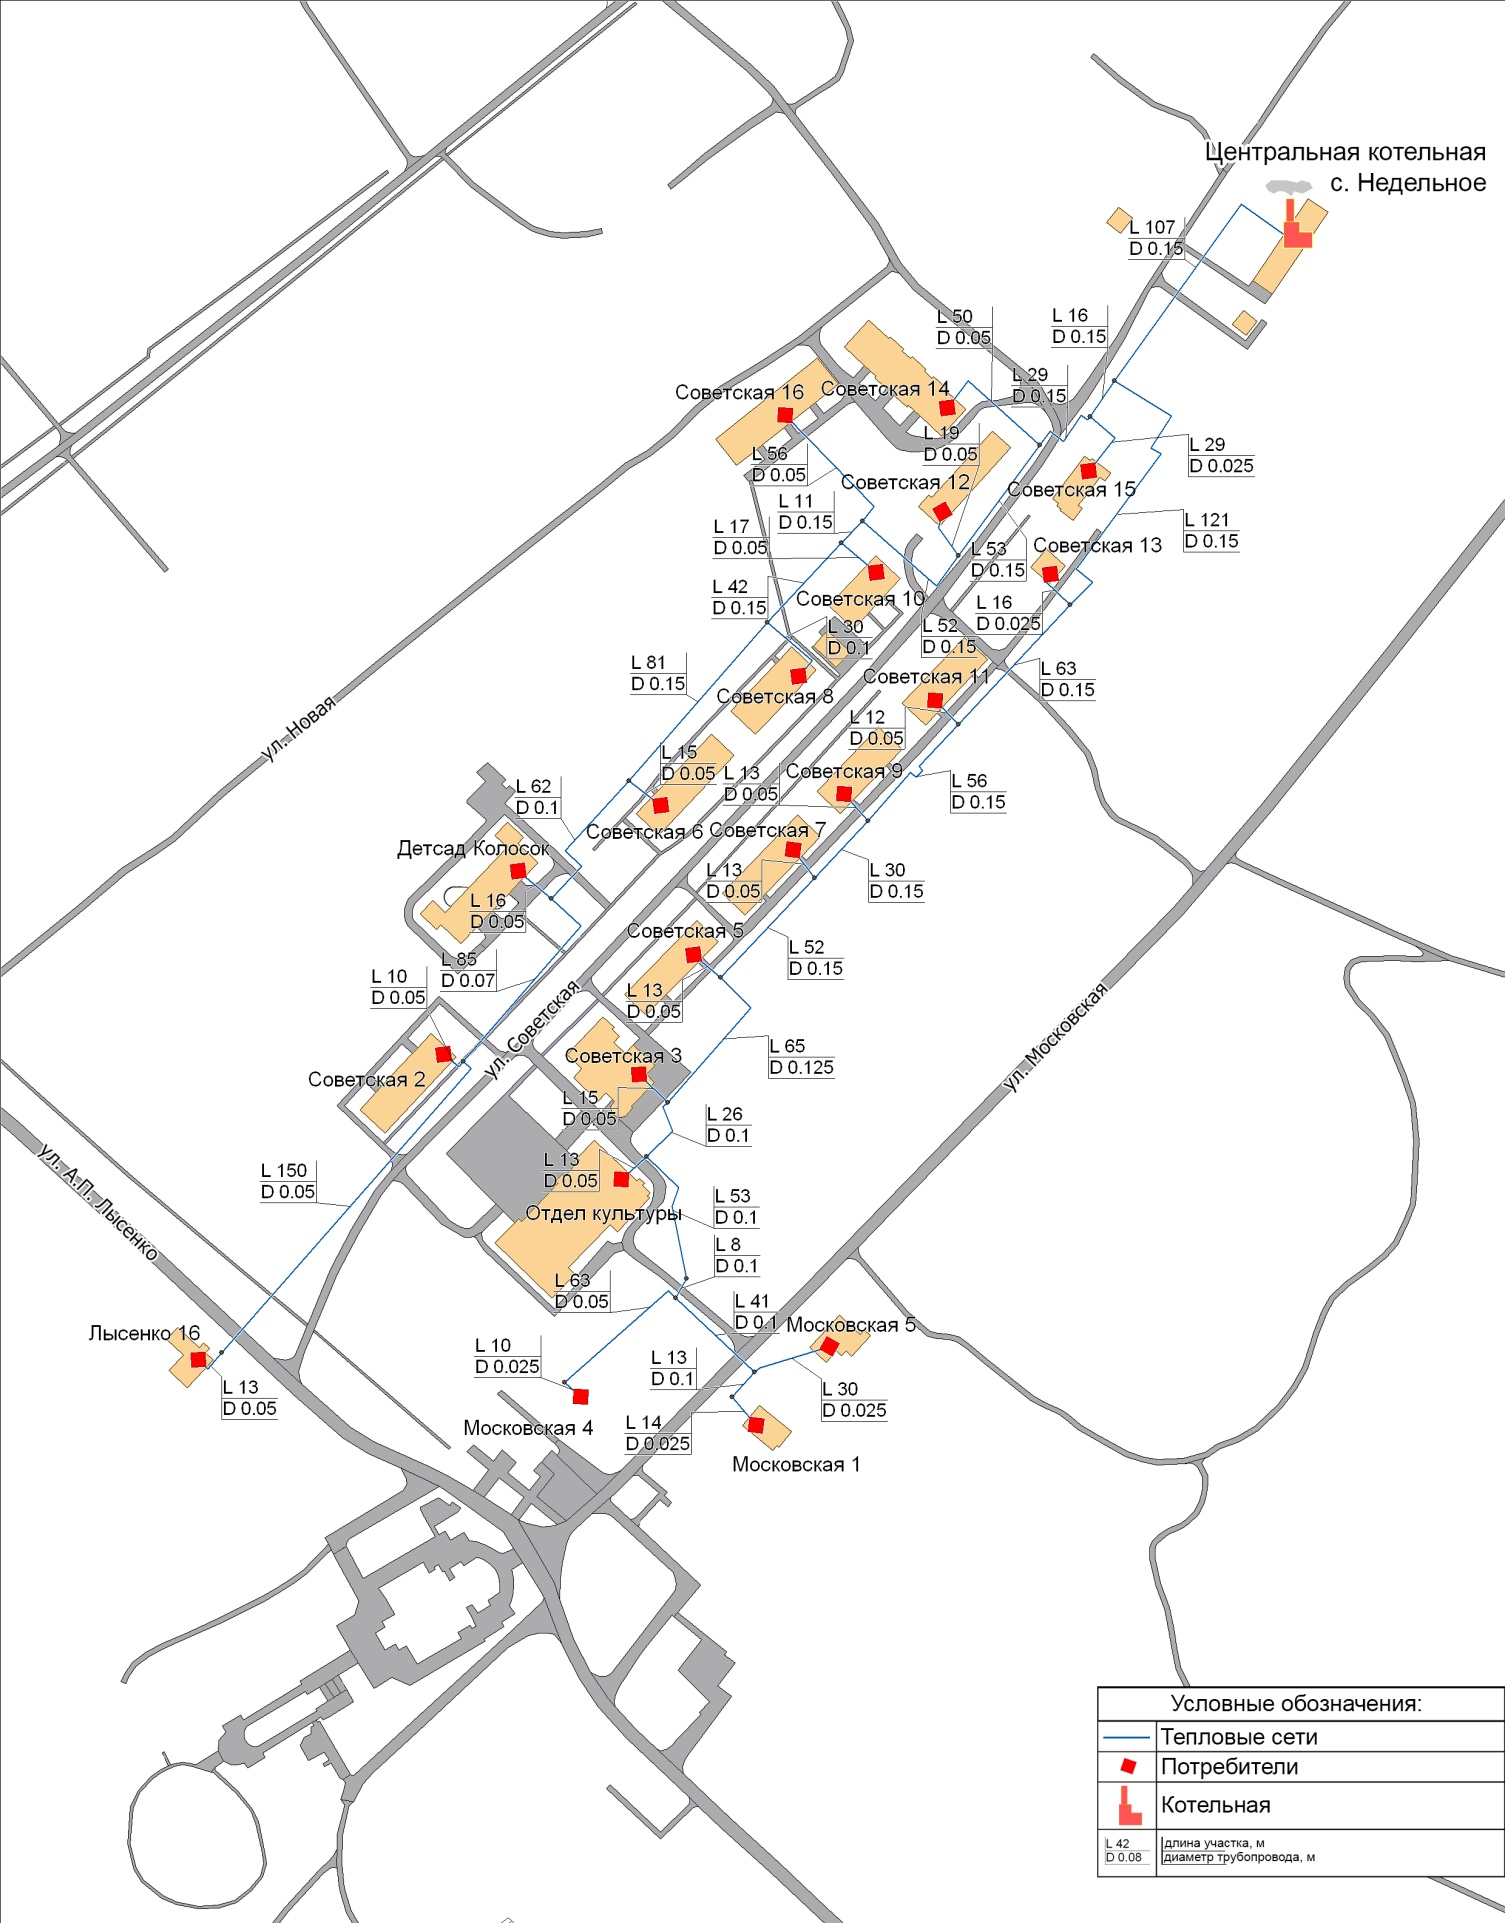 Центральная котельная
с. Недельное
L 107
D 0.15
L 50
D 0.05
L 16
D 0.15
L 29
D 0.15
Советская 16
Советская 14
L 19
D 0.05
L 29
D 0.025
L 56
D 0.05
Советская 12
Советская 15
L 11
D 0.15
L 17
D 0.05
L 121
D 0.15
Советская 13
L 53
D 0.15
L 42
D 0.15
Советская 10
L 16
D 0.025
L 30
D 0.1
L 52
D 0.15
L 81
D 0.15
L 63
D 0.15
Советская 11
Советская 8
ул. Новая
L 12
D 0.05
L 15
D 0.05
L 13
D 0.05
Советская 9
L 56
D 0.15
L 62
D 0.1
Советская 6
Советская 7
Детсад Колосок
L 13
D 0.05
L 30
D 0.15
L 16
D 0.05
Советская 5
L 52
D 0.15
L 85
D 0.07
L 10
D 0.05
L 13
D 0.05
ул. Советская
ул. Московская
Советская 3
L 65
D 0.125
Советская 2
L 15
D 0.05
L 26
D 0.1
L 13
D 0.05
L 150
D 0.05
ул. А.П. Лысенко
Отдел культуры
L 53
D 0.1
L 8
D 0.1
L 63
D 0.05
L 41
D 0.1
Московская 5
Лысенко 16
L 10
D 0.025
L 13
D 0.1
L 30
D 0.025
L 13
D 0.05
L 14
D 0.025
Московская 4
Московская 1
Условные обозначения:
Тепловые сети
Потребители
Котельная
L 42
D 0.08
длина участка, м
диаметр трубопровода, м